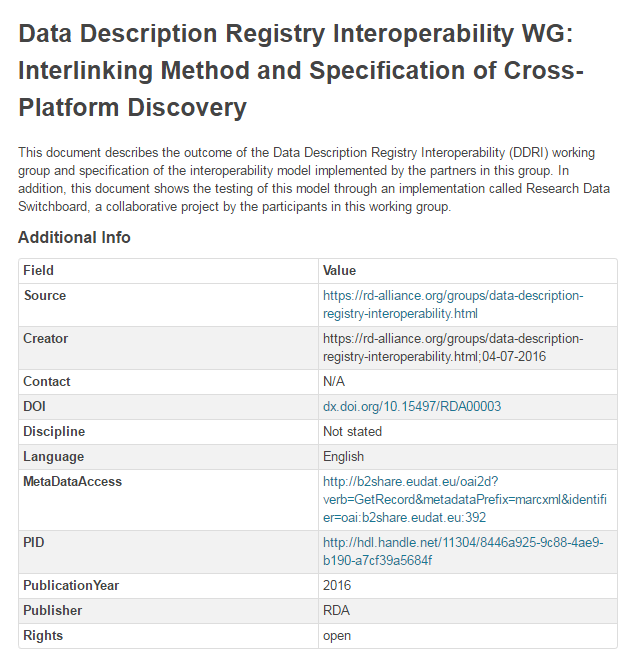 Data Description Registry Interoperability WG:
Interlinking Method and Specification of Cross-
Platform Discovery
This document describes the outcome of the Data Description Registry Interoperability (DDRI) working
group and specification of the interoperability model implemented by the partners in this group. In
addition, this document shows the testing of this model through an implementation called Research Data
Switchboard, a collaborative project by the participants in this working group.
Additional Info
Field Value
Source https://rd-alliance.org/groups/data-description-
registry-interoperability.html
Creator https://rd-alliance.org/groups/data-description-
registry-interoperability.html;04-07-2016
Contact N/A
DOI dx.doi.org/10.15497/RDA00003
Discipline Not stated
Language English
MetaDataAccess http://b2share.eudat.eu/oai2d?
verb=GetRecord&metadataPrefix=marcxml&identifi
er=oai:b2share.eudat.eu:392
PID http://hdl.handle.net/11304/8446a925-9c88-4ae9-
b190-a7cf39a5684f
PublicationYear 2016
Publisher RDA
Rights open